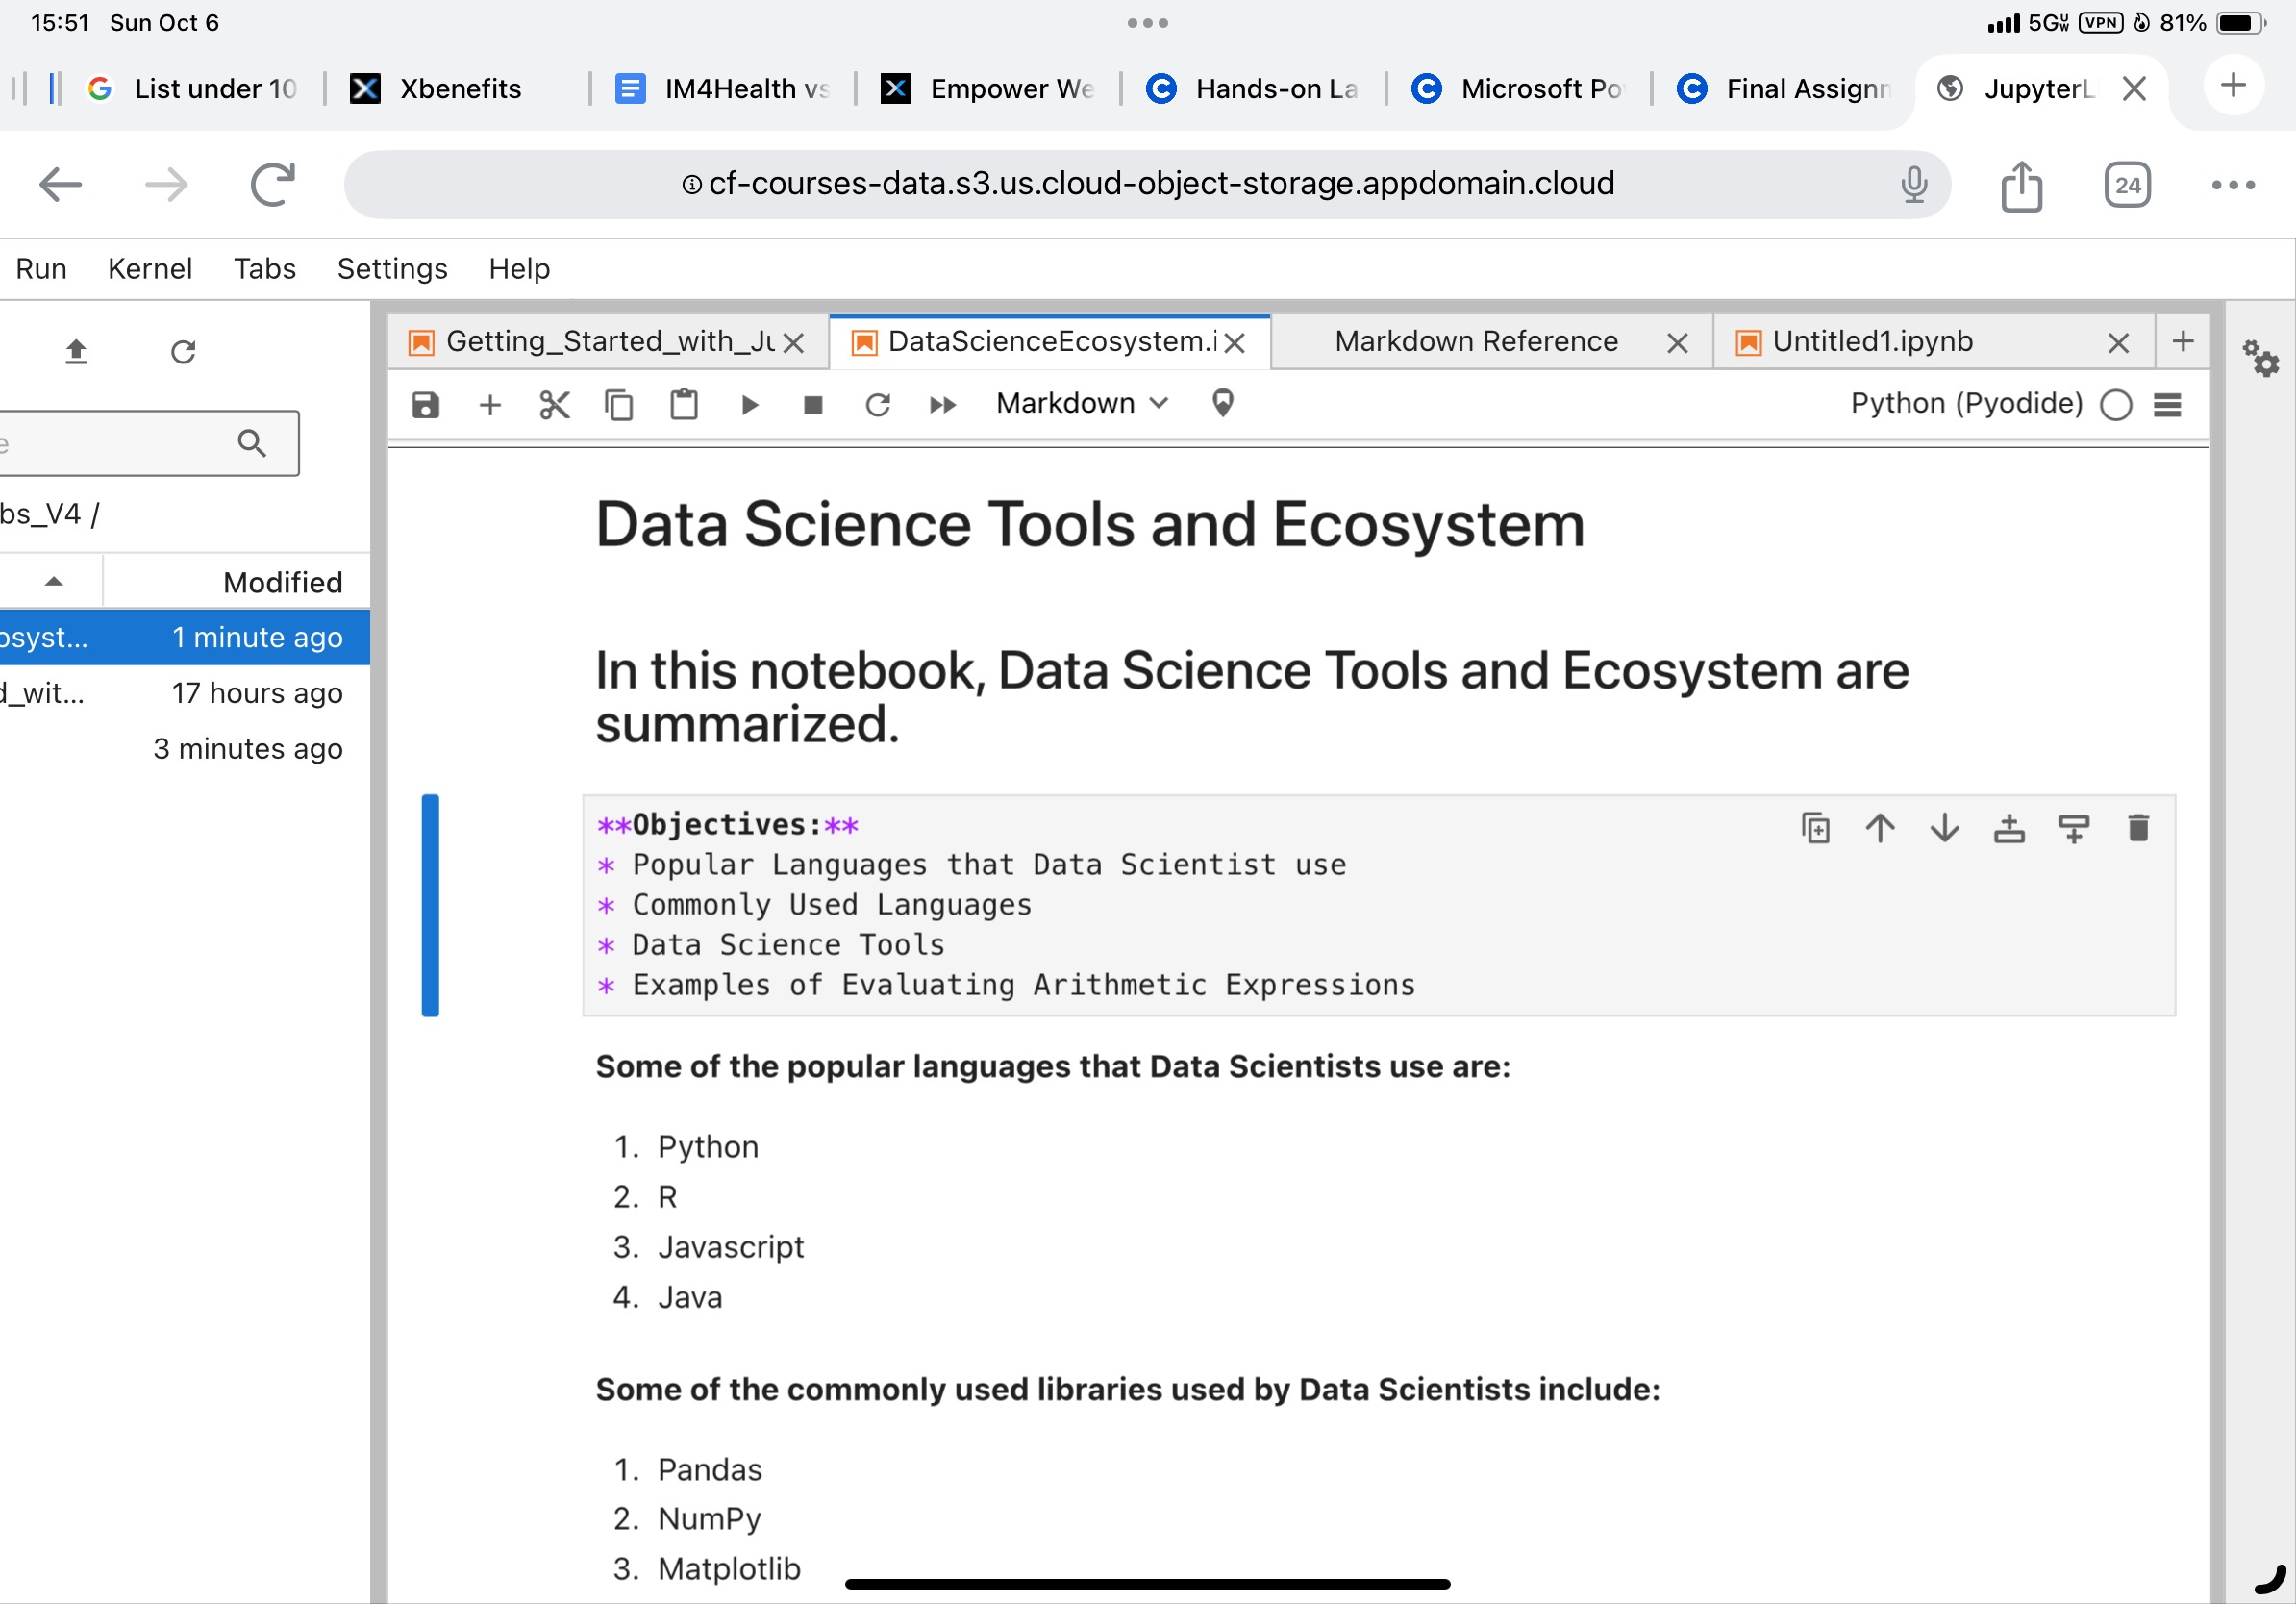 15:51 Sun Oct 6
5G VPN 81%
List under 10 Xbenefits IM4Health vs Empower We Hands-on La Microsoft Po Final Assignm JupyterL
cf-courses-data.s3.us.cloud-object-storage.appdomain.cloud 24
Run Kernel Tabs Settings Help
Getting_Started_with_Ju DataScienceEcosystem.i Markdown Reference Untitled1.ipynb
Markdown Python (Pyodide)
e
bs_V4 /
Modified
osyst... 1 minute ago
d_wit... 17 hours ago
3 minutes ago
Data Science Tools and Ecosystem
In this notebook, Data Science Tools and Ecosystem are
summarized.
**Objectives:**
* Popular Languages that Data Scientist use
* Commonly Used Languages
* Data Science Tools
* Examples of Evaluating Arithmetic Expressions
Some of the popular languages that Data Scientists use are:
1. Python
2. R
3. Javascript
4. Java
Some of the commonly used libraries used by Data Scientists include:
1. Pandas
2. NumPy
3. Matplotlib